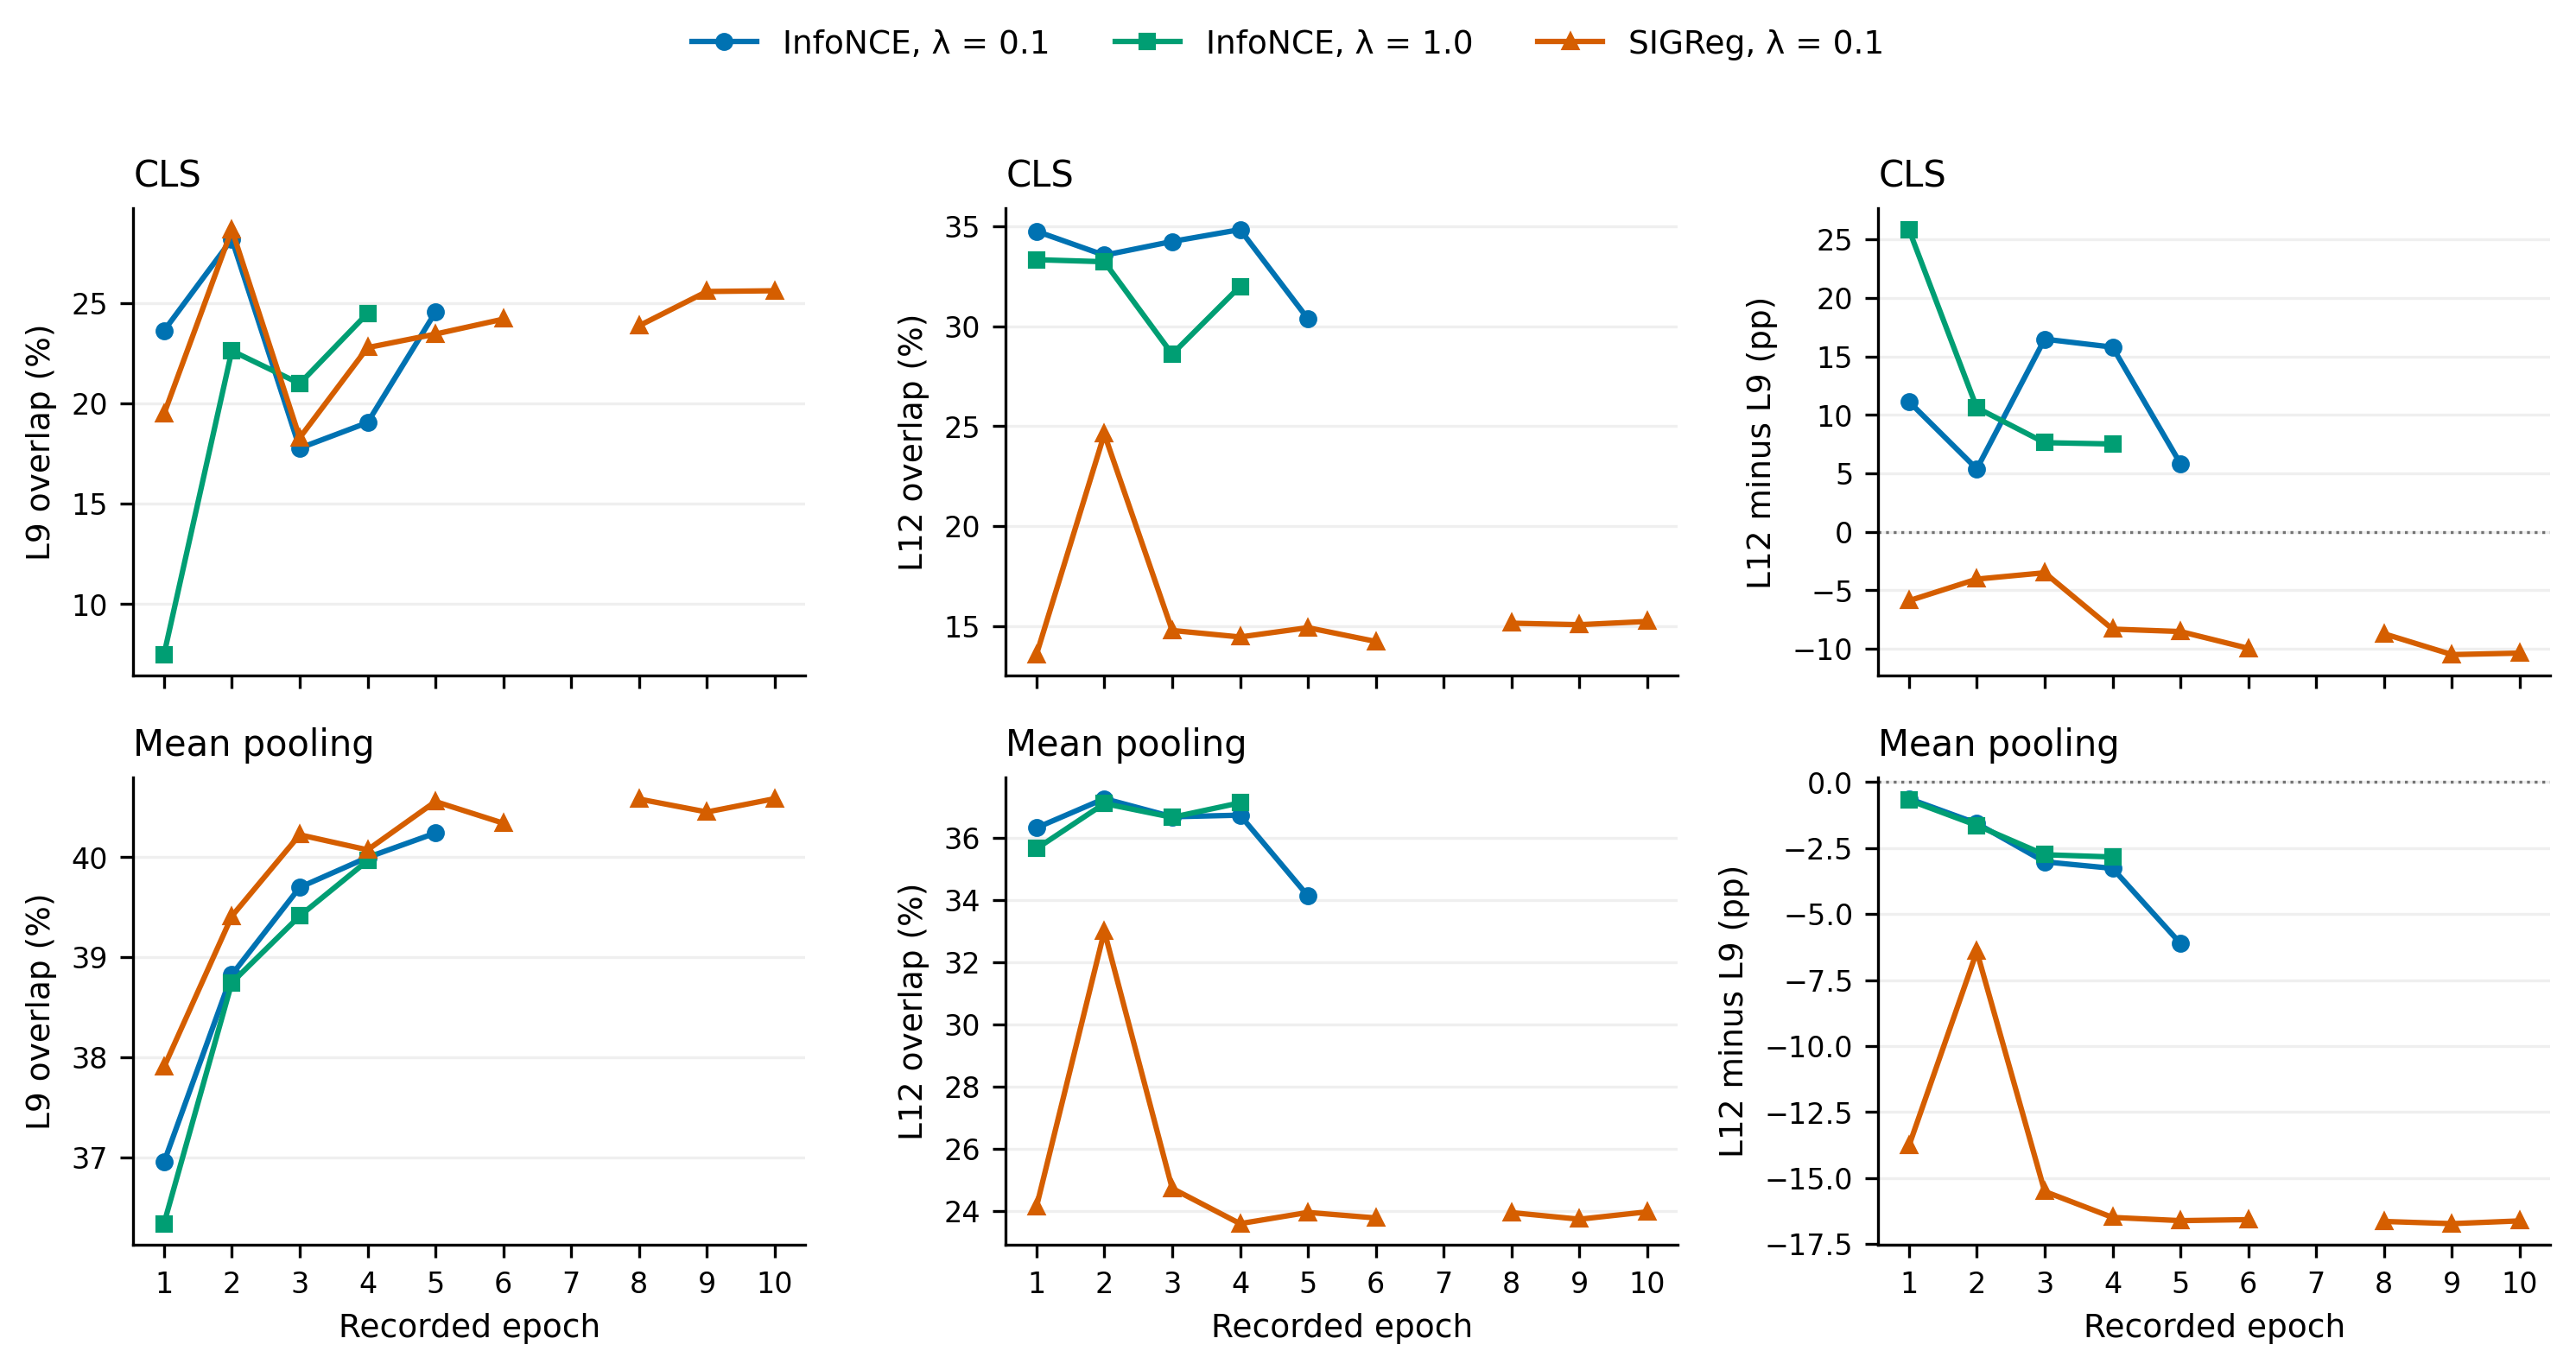 InfoNCE, λ = 0.1
InfoNCE, λ = 1.0
SIGReg, λ = 0.1
CLS
L9 overlap (%)
25
20
15
10
CLS
L12 overlap (%)
35
30
25
20
15
CLS
L12 minus L9 (pp)
25
20
15
10
5
0
−5
−10
Mean pooling
L9 overlap (%)
40
39
38
37
1 2 3 4 5 6 7 8 9 10
Recorded epoch
Mean pooling
L12 overlap (%)
36
34
32
30
28
26
24
1 2 3 4 5 6 7 8 9 10
Recorded epoch
Mean pooling
L12 minus L9 (pp)
0.0
−2.5
−5.0
−7.5
−10.0
−12.5
−15.0
−17.5
1 2 3 4 5 6 7 8 9 10
Recorded epoch